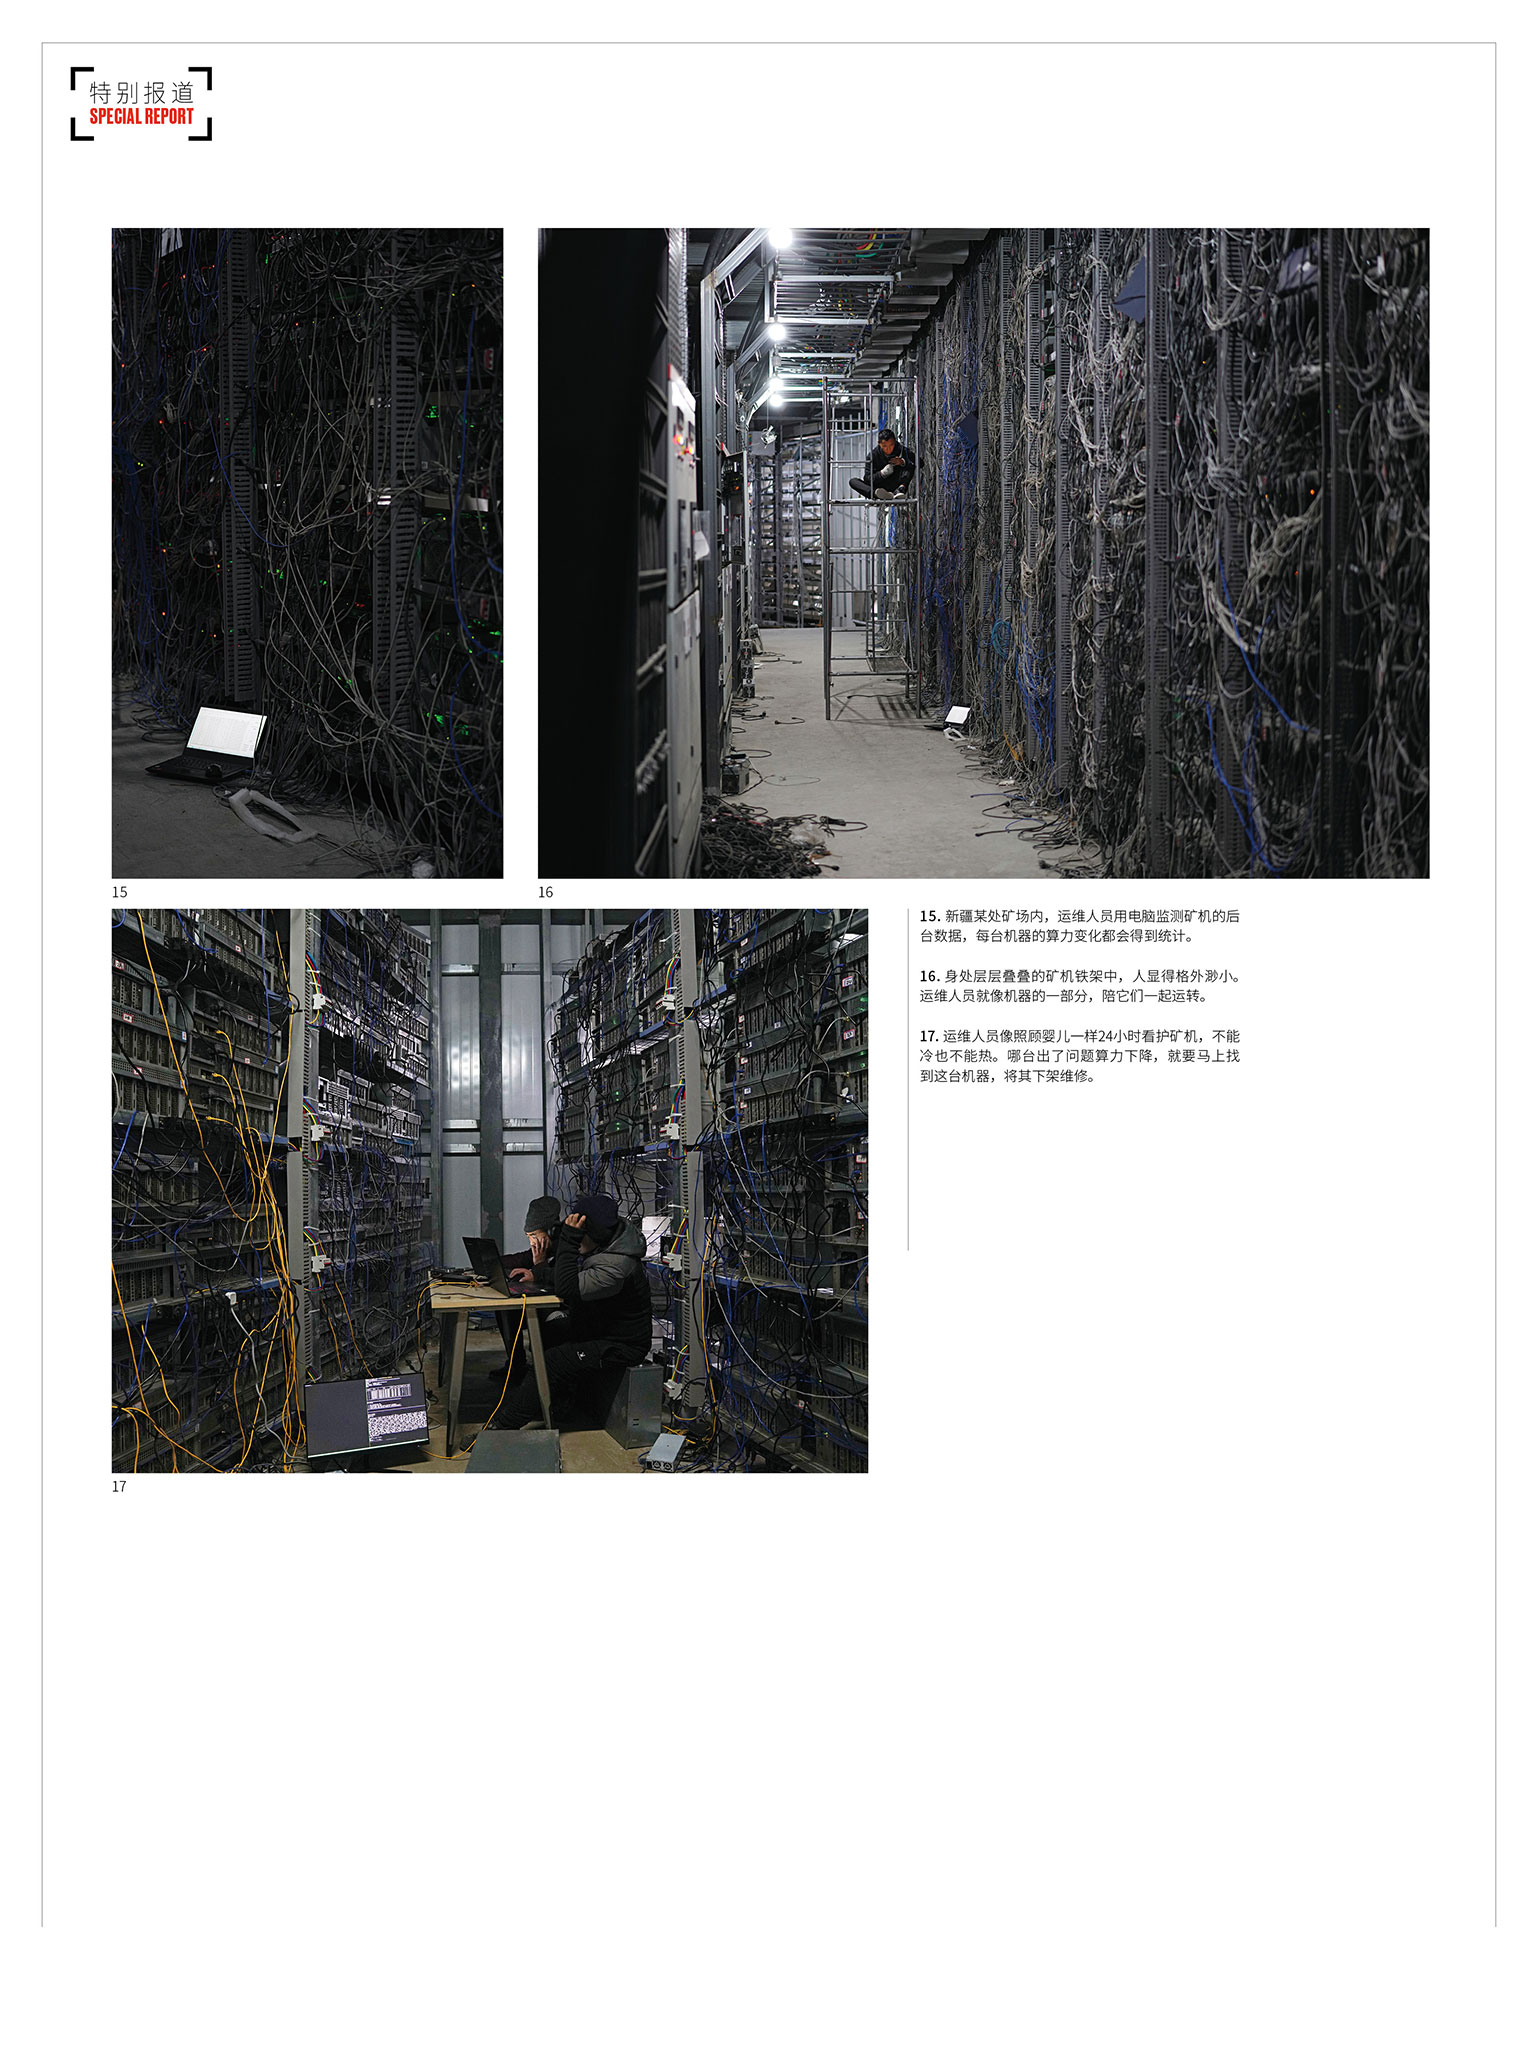 特别报道
SPECIAL REPORT
15
16
15. 新疆某处矿场内，运维人员用电脑监测矿机的后
台数据，每台机器的算力变化都会得到统计。
16. 身处层层叠叠的矿机铁架中，人显得格外渺小。
运维人员就像机器的一部分，陪它们一起运转。
17. 运维人员像照顾婴儿一样24小时看护矿机，不能
冷也不能热。哪台出了问题算力下降，就要马上找
到这台机器，将其下架维修。
17